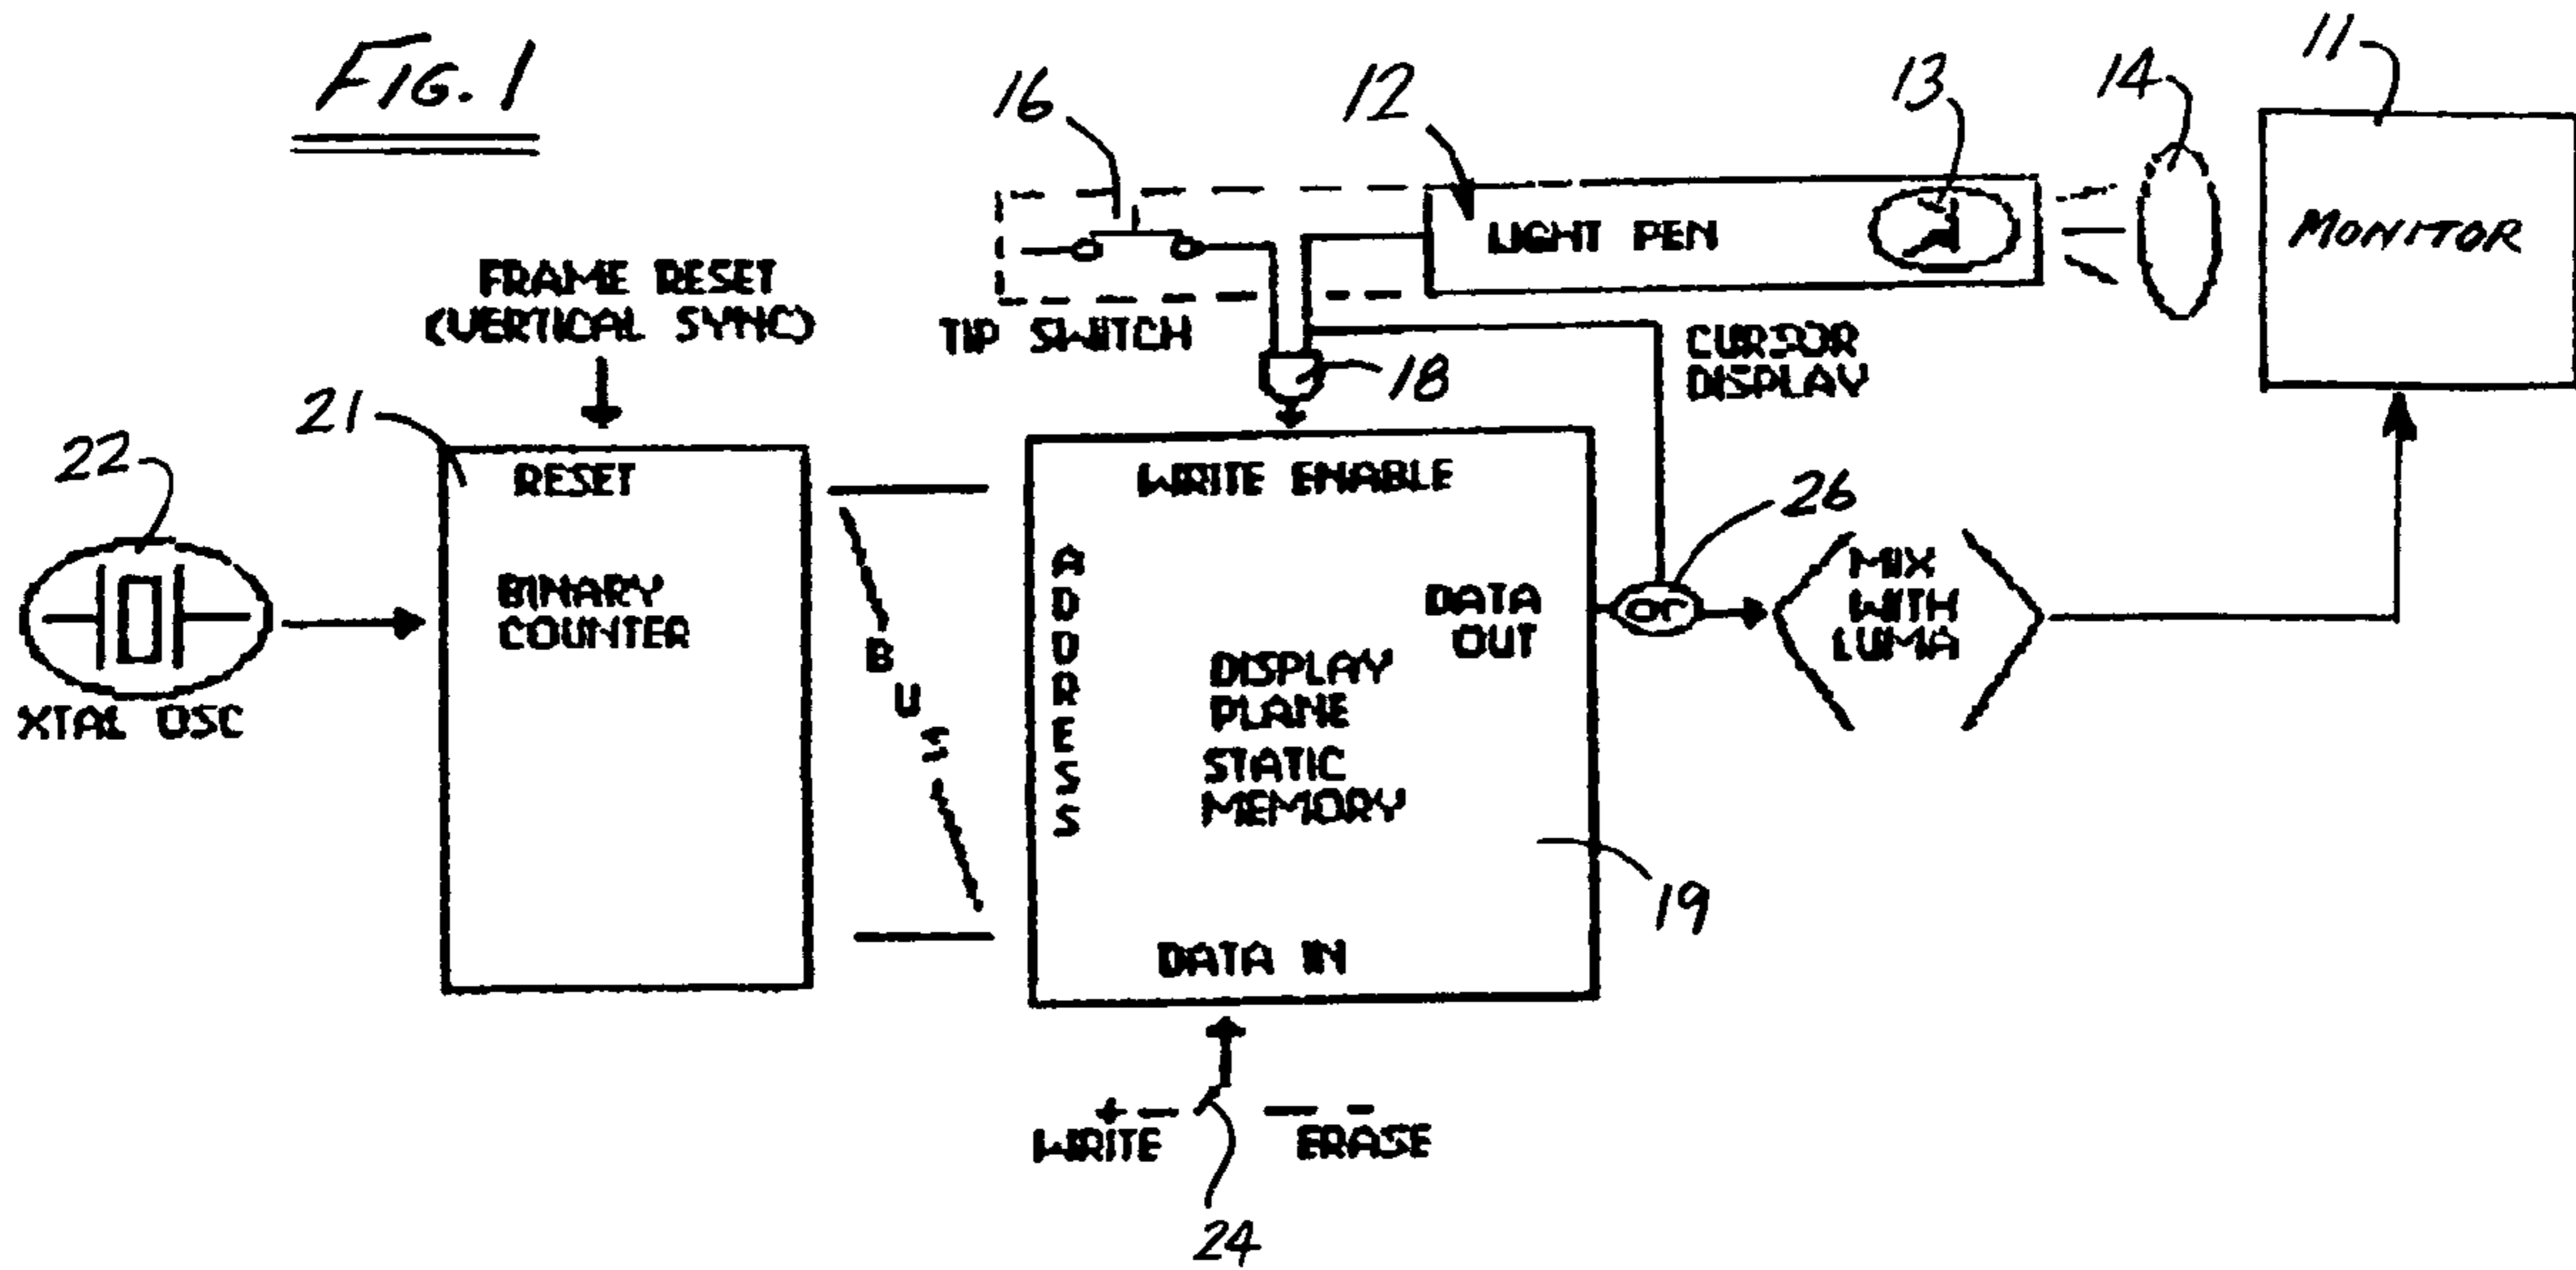 FIG. 1
16
12
13
14
11
LIGHT PEN
MONITOR
FRAME RESET
(VERTICAL SYNC)
TIP SWITCH
CURSOR
DISPLAY
18
21
22
RESET
WRITE ENABLE
26
BINARY
COUNTER
XTAL OSC
BUS
ADDRESS
DATA
OUT
or
MIX
WITH
LUMA
DISPLAY
PLANE
STATIC
MEMORY
19
DATA IN
+ -
WRITE
ERASE
24